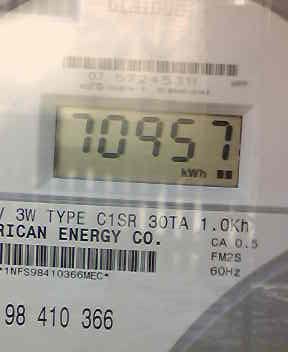 70957
kWh
3W TYPE C1SR 30TA 1.0Kh
RICAN ENERGY CO.
CA 0.5
FM2S
60Hz
*1NFS98410366MEC*
98 410 366